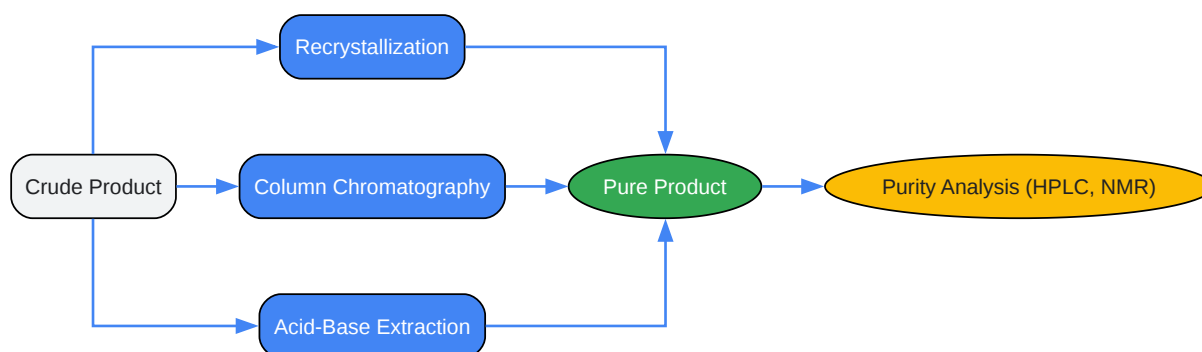 Recrystallization
Crude Product
Column Chromatography
Pure Product
Purity Analysis (HPLC, NMR)
Acid-Base Extraction